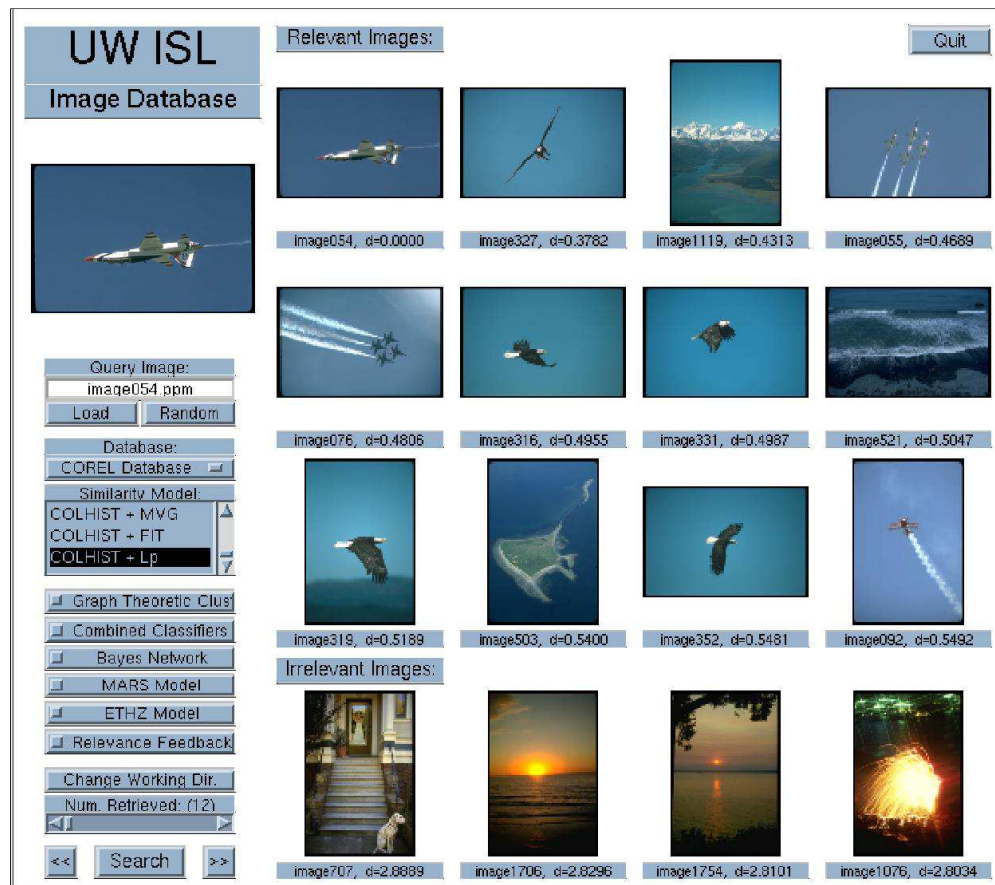 UW ISL
Image Database
Query Image:
image054.ppm
Load Random
Database:
COREL Database
Similarity Model:
COLHIST + MVG
COLHIST + FIT
COLHIST + Lp
Graph Theoretic Clust
Combined Classifiers
Bayes Network
MARS Model
ETHZ Model
Relevance Feedback
Change Working Dir.
Num. Retrieved: (12)
<< Search >>
Relevant Images:
Quit
image054, d=0.0000 image327, d=0.3782 image1119, d=0.4313 image055, d=0.4689
image076, d=0.4806 image316, d=0.4955 image331, d=0.4987 image521, d=0.5047
image319, d=0.5189 image503, d=0.5400 image352, d=0.5481 image092, d=0.5492
Irrelevant Images:
image707, d=2.8889 image1706, d=2.8296 image1754, d=2.8101 image1076, d=2.8034